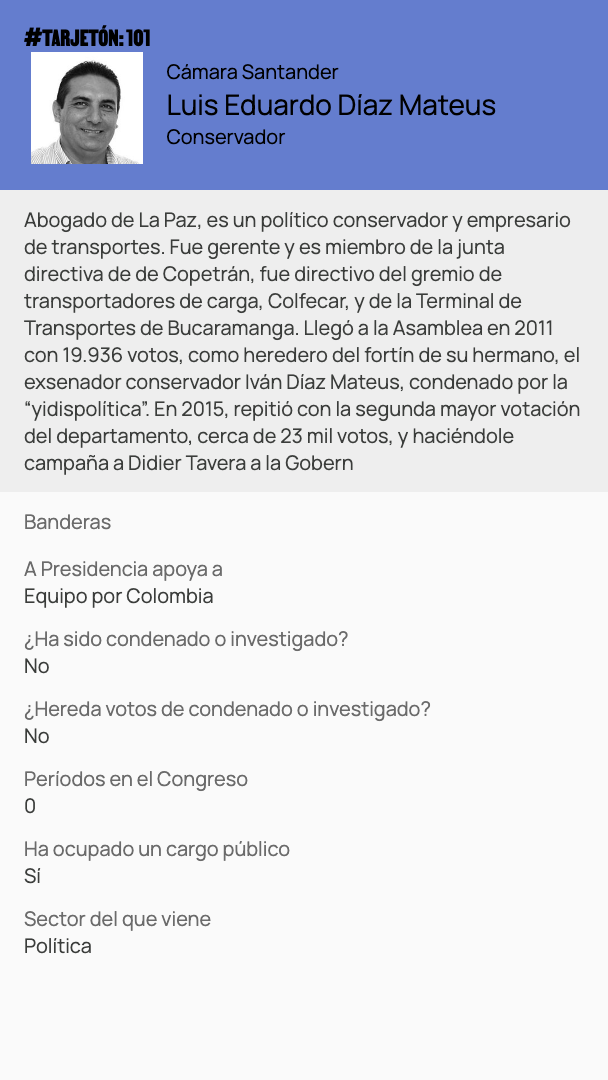 #TARJETÓN: 101
Cámara Santander
Luis Eduardo Díaz Mateus
Conservador
Abogado de La Paz, es un político conservador y empresario
de transportes. Fue gerente y es miembro de la junta
directiva de de Copetrán, fue directivo del gremio de
transportadores de carga, Colfecar, y de la Terminal de
Transportes de Bucaramanga. Llegó a la Asamblea en 2011
con 19.936 votos, como heredero del fortín de su hermano, el
exsenador conservador Iván Díaz Mateus, condenado por la
“yidispolítica”. En 2015, repitió con la segunda mayor votación
del departamento, cerca de 23 mil votos, y haciéndole
campaña a Didier Tavera a la Gobern
Banderas
A Presidencia apoya a
Equipo por Colombia
¿Ha sido condenado o investigado?
No
¿Hereda votos de condenado o investigado?
No
Períodos en el Congreso
0
Ha ocupado un cargo público
Sí
Sector del que viene
Política